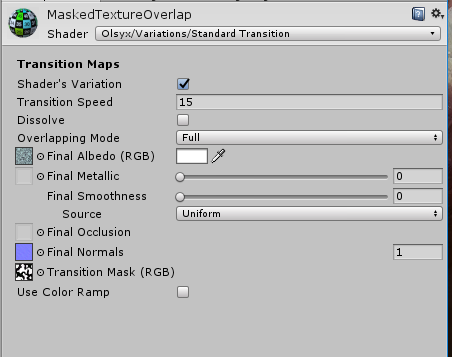 MaskedTextureOverlap
Shader Olsyx/Variations/Standard Transition
Transition Maps
Shader's Variation
Transition Speed 15
Dissolve
Overlapping Mode Full
Final Albedo (RGB)
Final Metallic 0
Final Smoothness 0
Source Uniform
Final Occlusion
Final Normals 1
Transition Mask (RGB)
Use Color Ramp